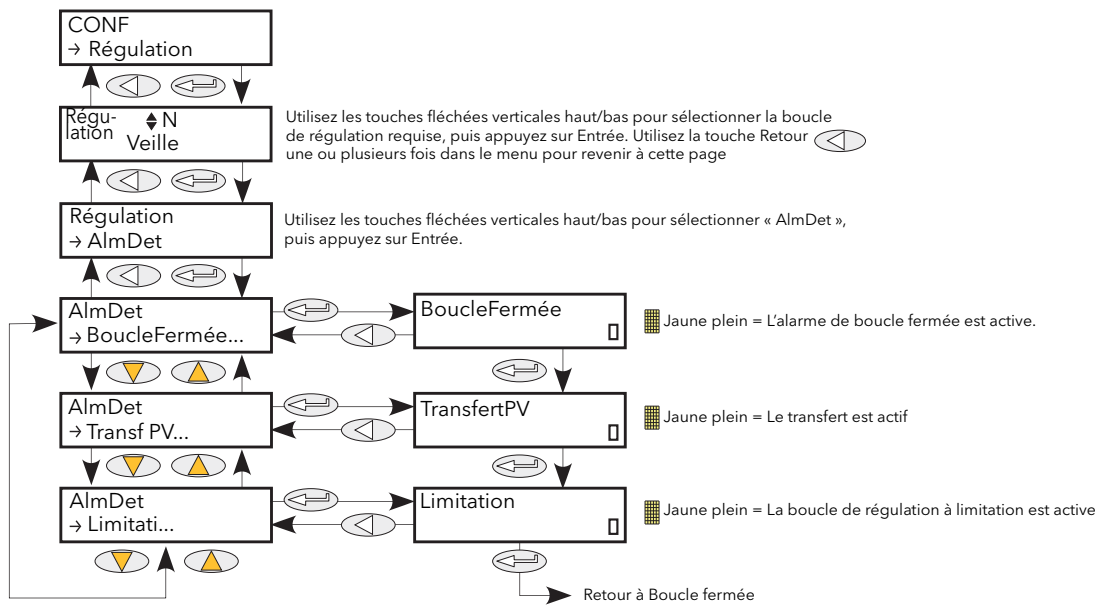 CONF
→ Régulation
Régu-
lation
N
Veille
Utilisez les touches fléchées verticales haut/bas pour sélectionner la boucle
de régulation requise, puis appuyez sur Entrée. Utilisez la touche Retour
une ou plusieurs fois dans le menu pour revenir à cette page
Régulation
→ AlmDet
Utilisez les touches fléchées verticales haut/bas pour sélectionner « AlmDet »,
puis appuyez sur Entrée.
AlmDet
→ BoucleFermée...
BoucleFermée
Jaune plein = L'alarme de boucle fermée est active.
AlmDet
→ Transf PV...
TransfertPV
Jaune plein = Le transfert est actif
AlmDet
→ Limitati...
Limitation
Jaune plein = La boucle de régulation à limitation est active
Retour à Boucle fermée